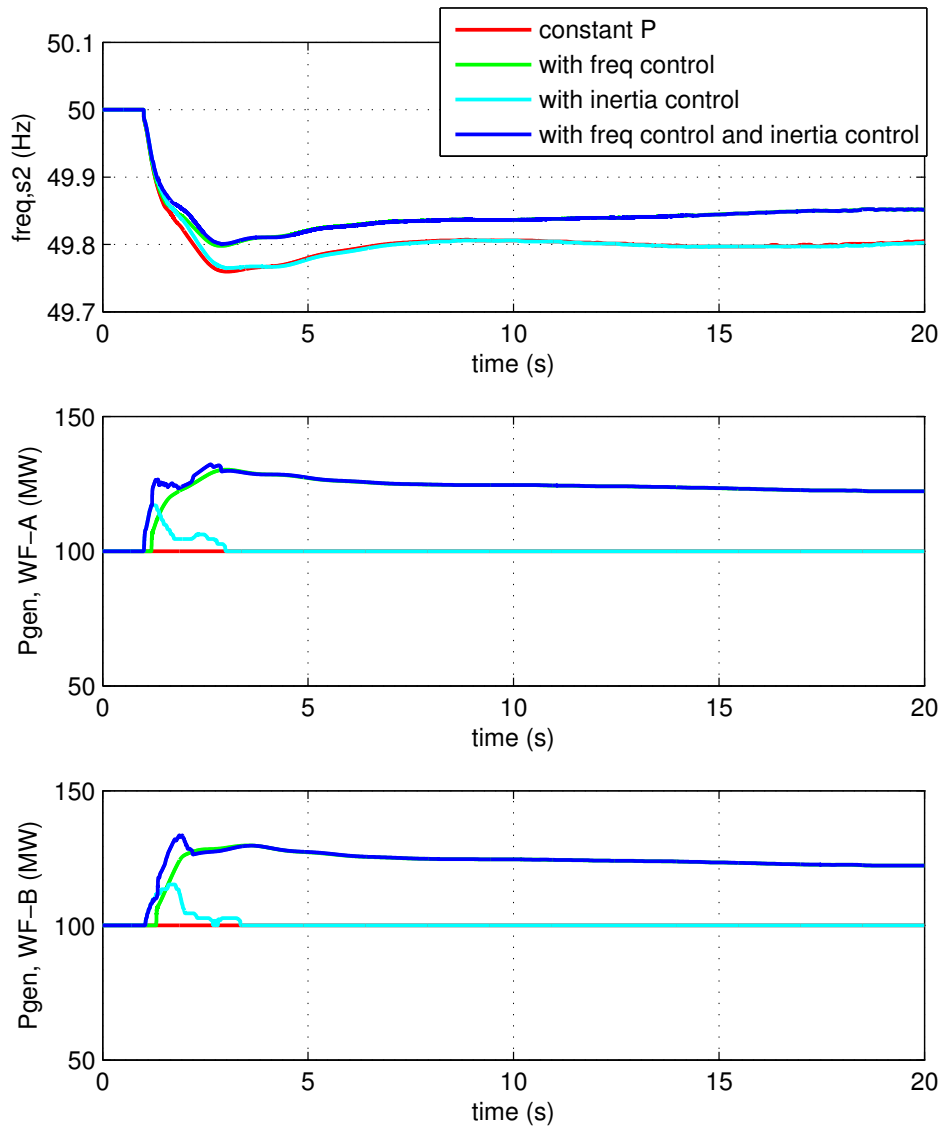 constant P
with freq control
with inertia control
with freq control and inertia control
freq,s2 (Hz)
50.1
50
49.9
49.8
49.7
0 5 10 15 20
time (s)
Pgen, WF−A (MW)
150
100
50
0 5 10 15 20
time (s)
Pgen, WF−B (MW)
150
100
50
0 5 10 15 20
time (s)